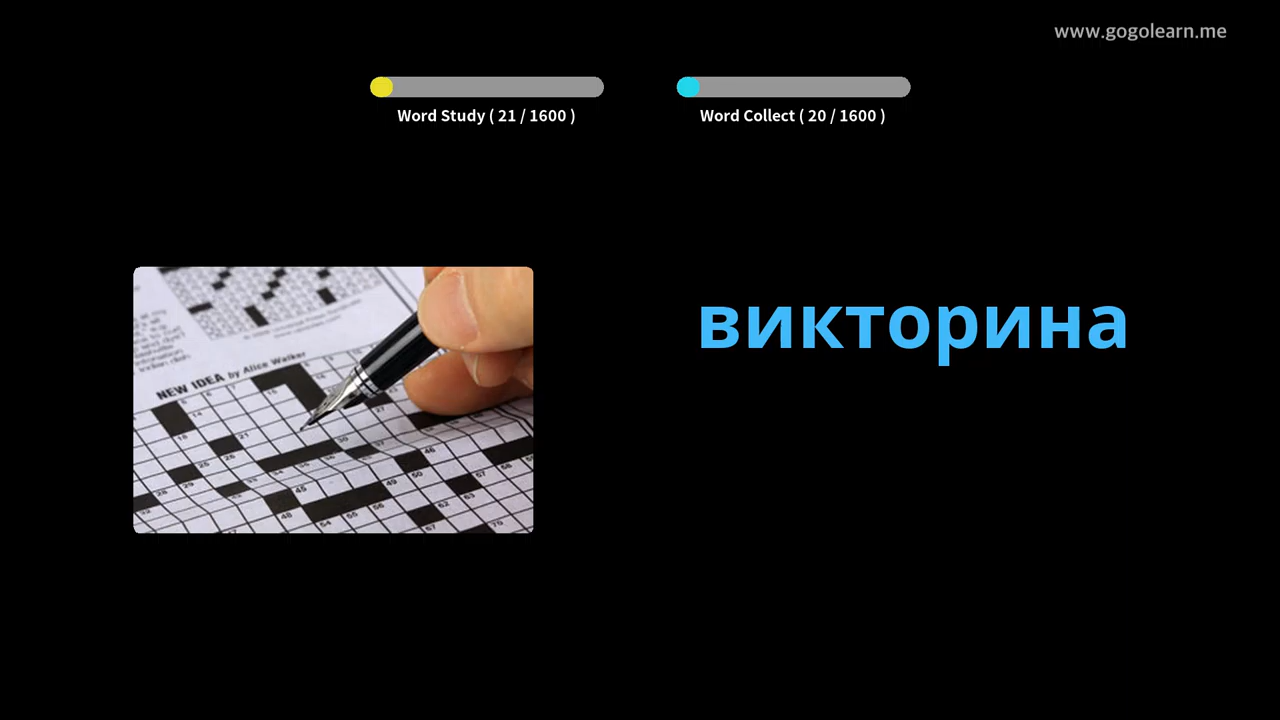 www.gogolearn.me
Word Study ( 21 / 1600 )
Word Collect ( 20 / 1600 )
викторина
NEW IDEA by Alice Walker